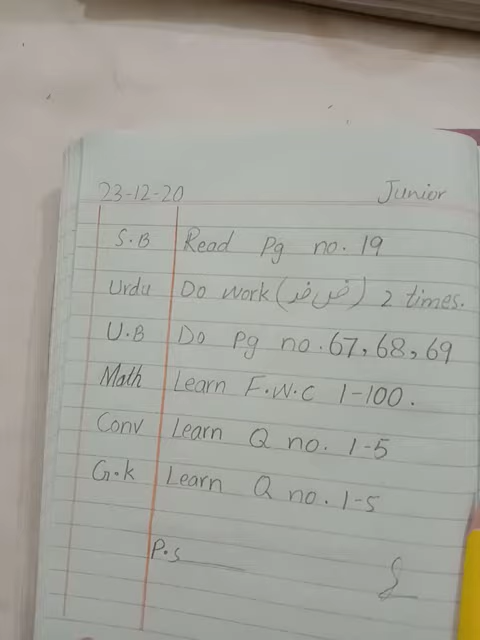 23-12-20 Junior
S.B Read Pg no. 19
Urdu Do work (ض ص) 2 times.
U.B Do Pg no. 67, 68, 69
Math Learn F.W.C 1-100.
Conv Learn Q no. 1-5
G.k Learn Q no. 1-5
P.S